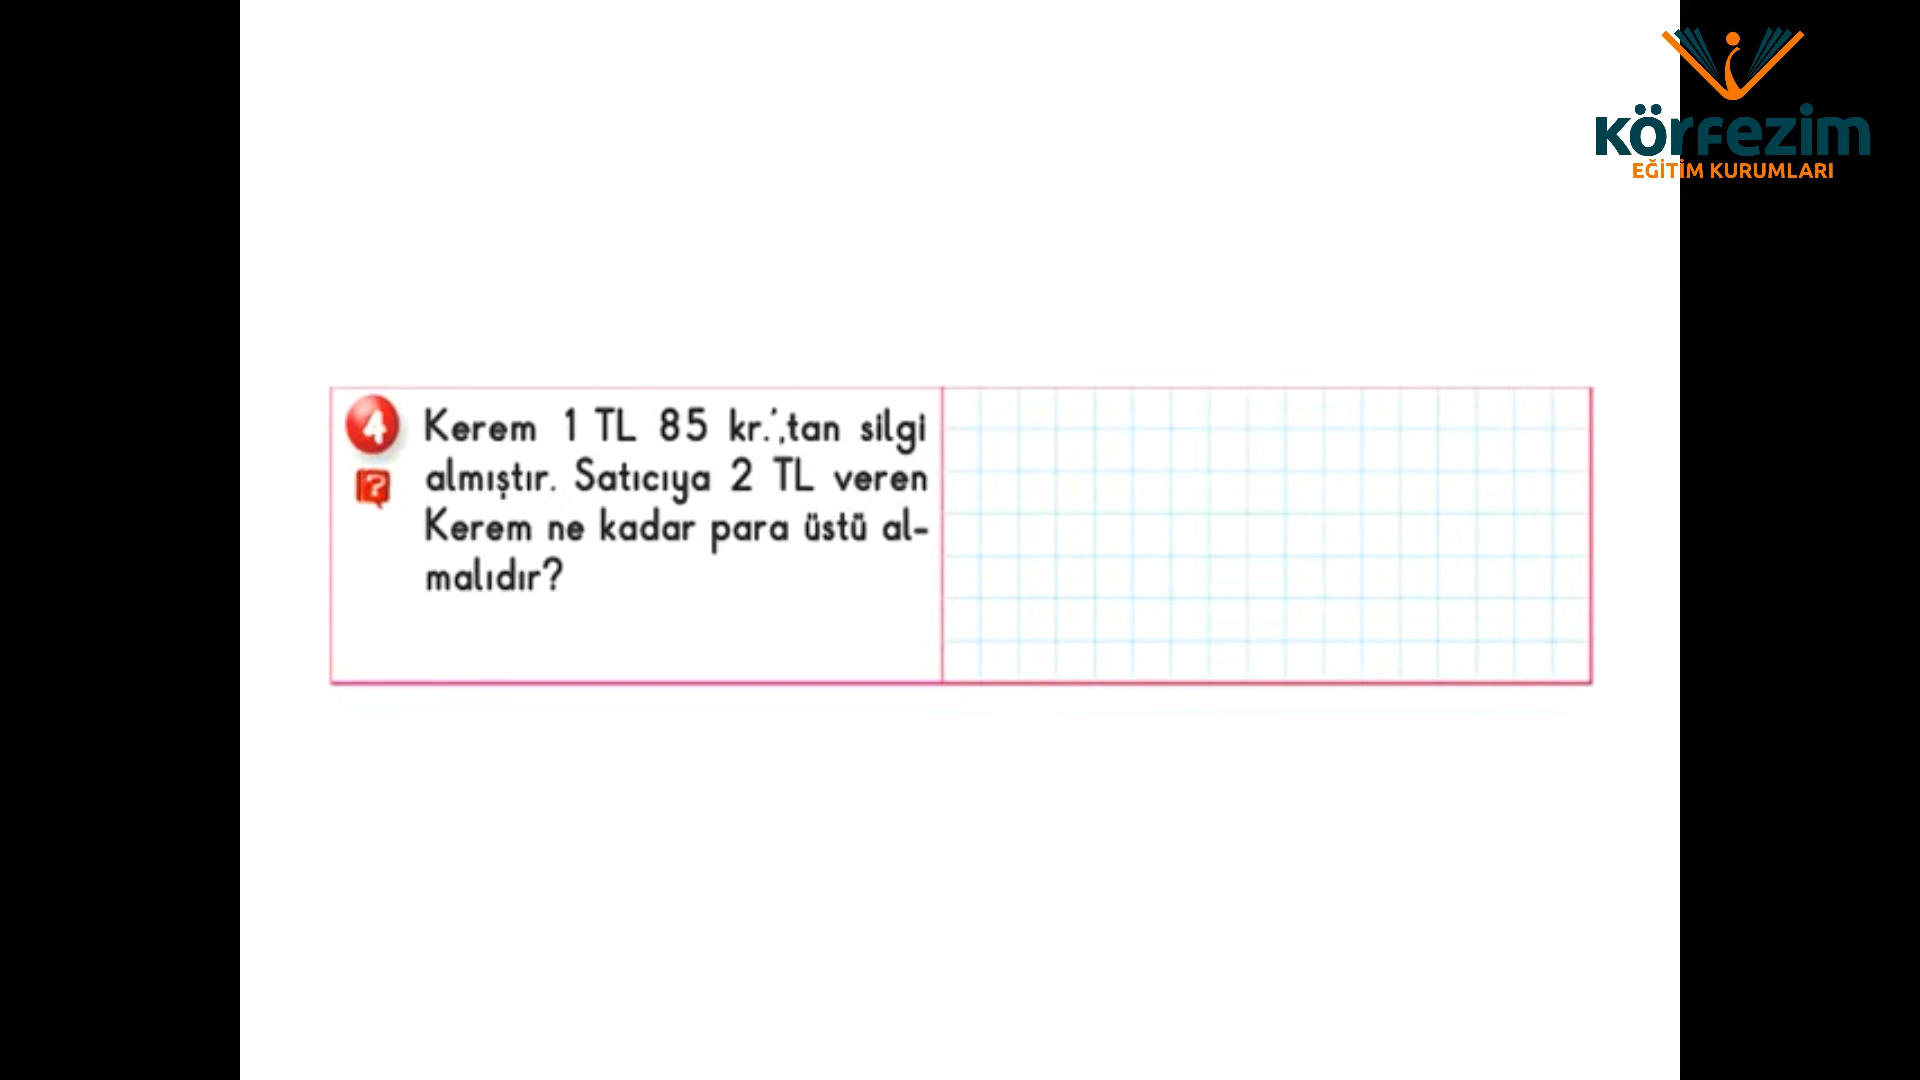 körfezim
EĞİTİM KURUMLARI
4 Kerem 1 TL 85 kr.',tan silgi
? almıştır. Satıcıya 2 TL veren
Kerem ne kadar para üstü al-
malıdır?